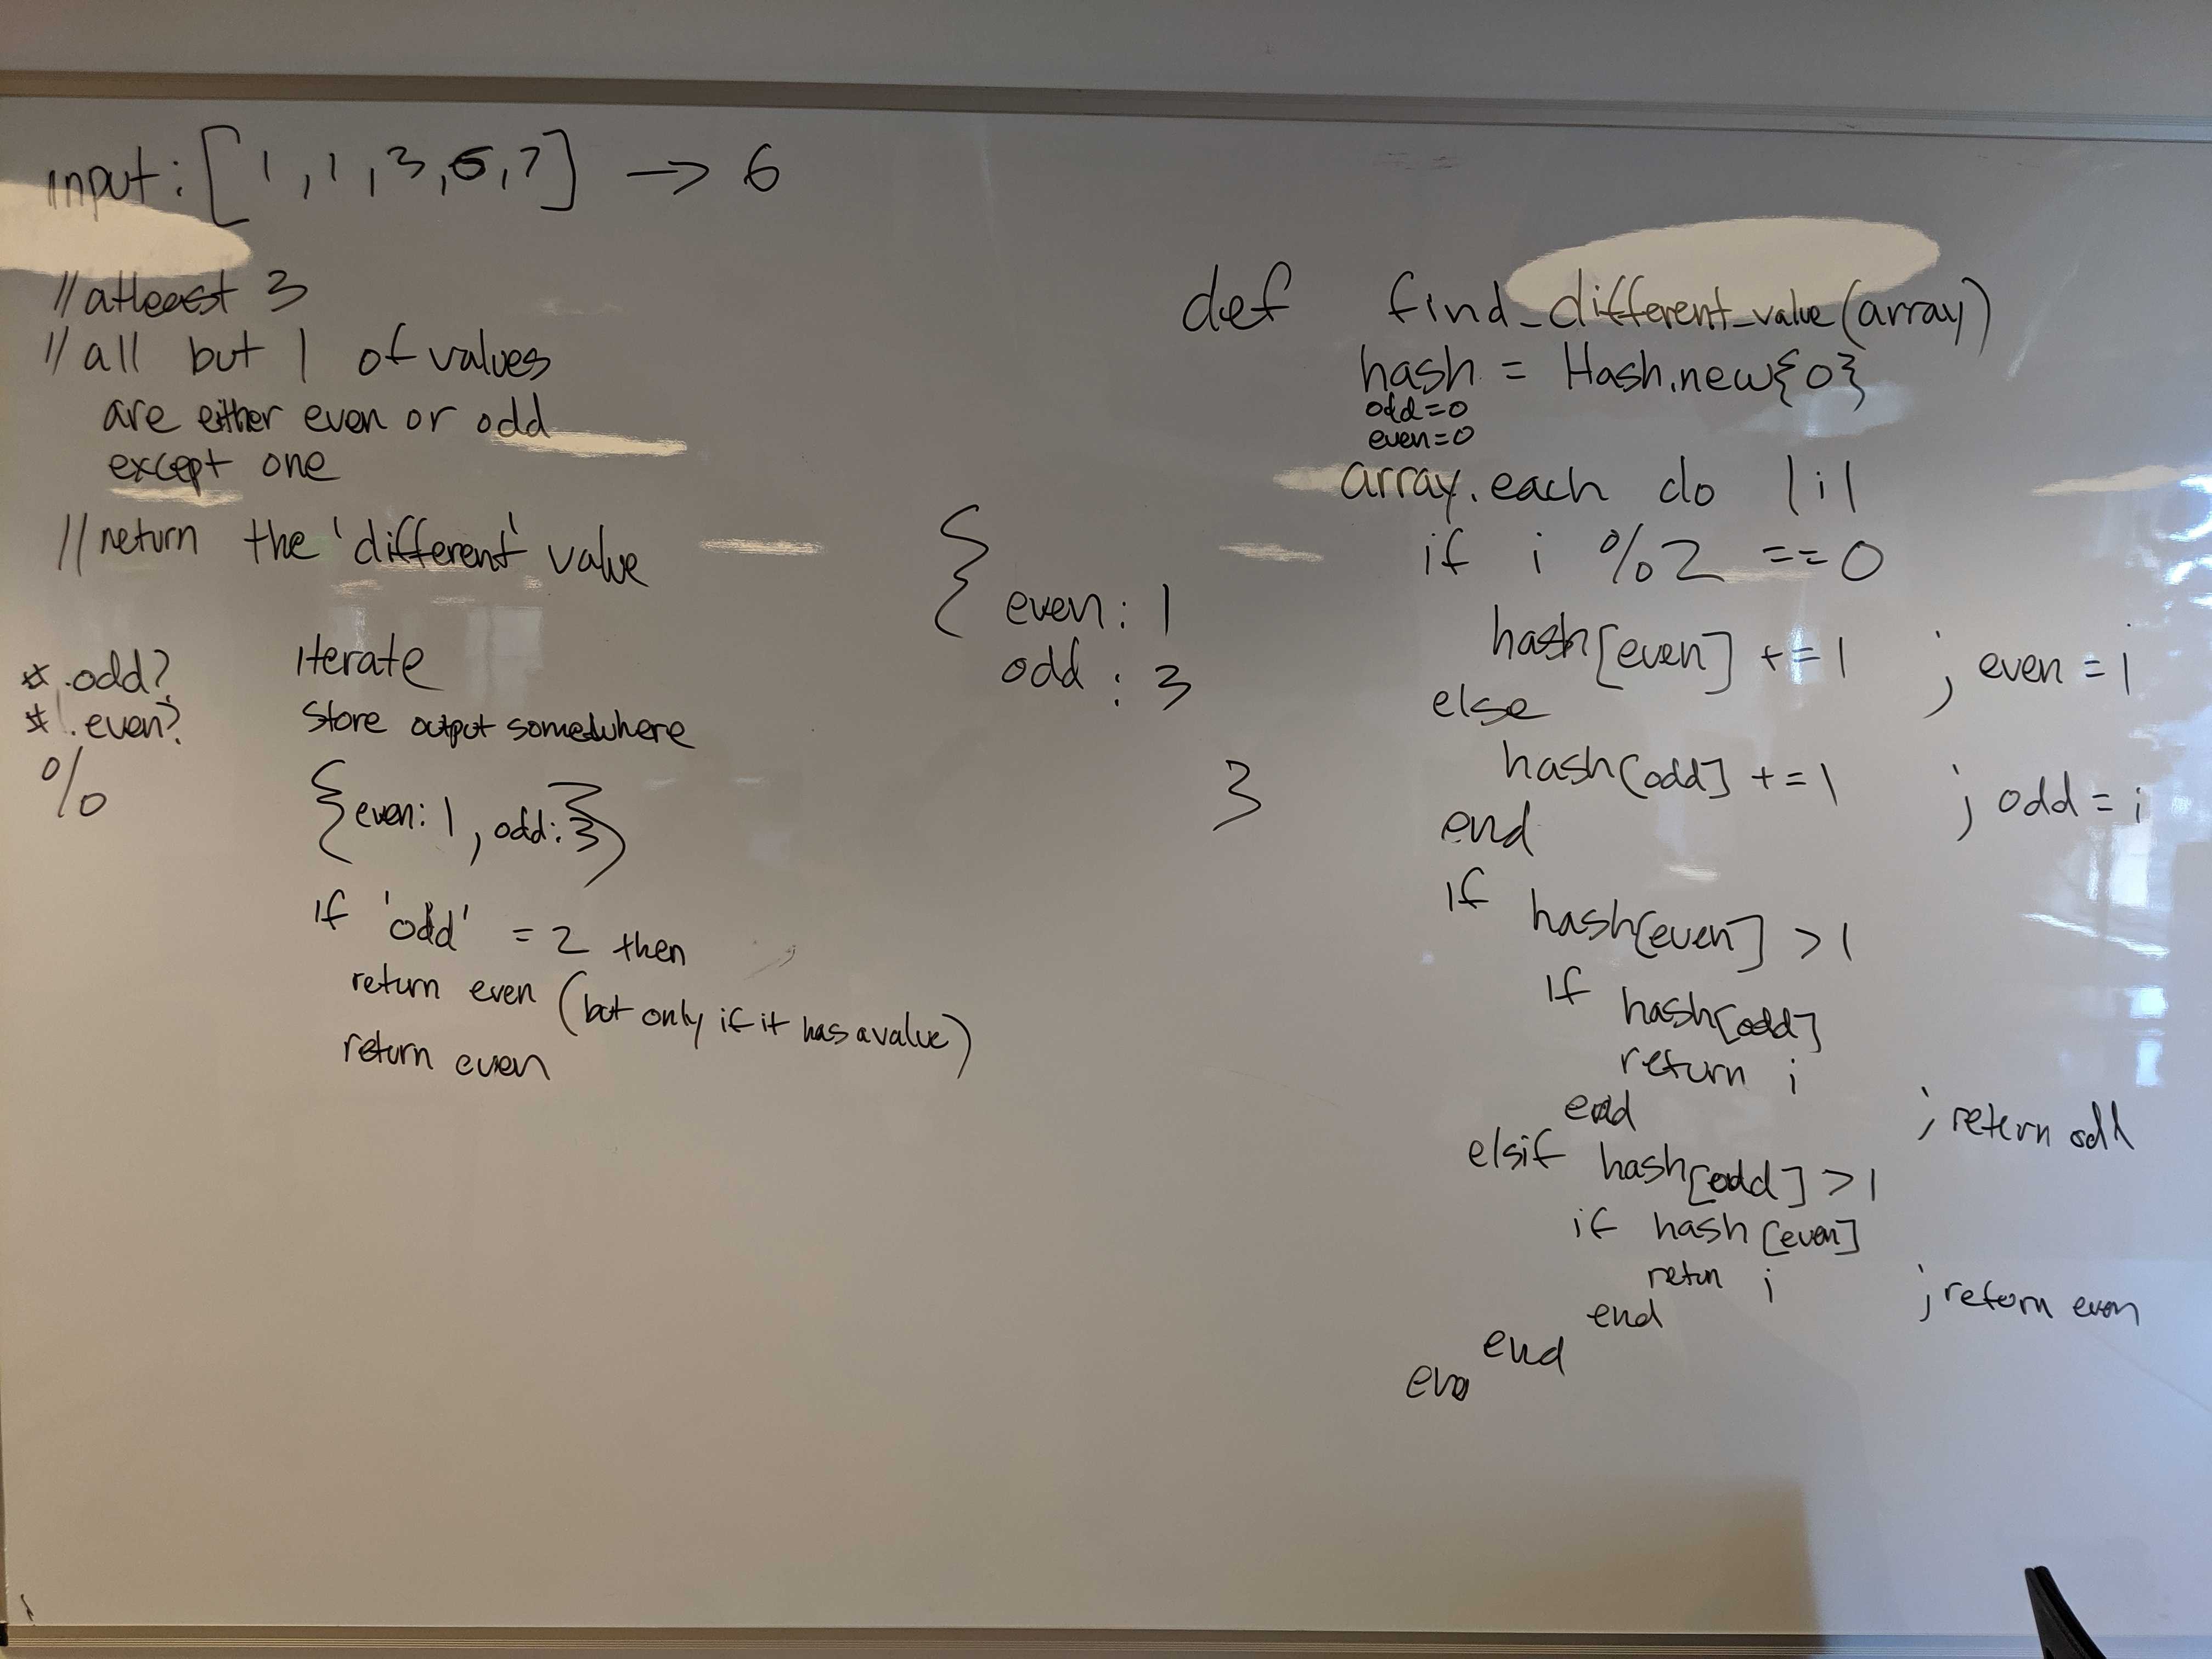 input: [1, 1, 3, 6, 7] -> 6
//atleast 3
//all but 1 of values
are either even or odd
except one
//return the 'different' value
#.odd?
#.even?
%
iterate
store output somewhere
{even: 1, odd: 3}
if 'odd' = 2 then
return even (but only if it has a value)
return even
{
even: 1
odd: 3
}
def find_different_value(array)
hash = Hash.new{0}
odd=0
even=0
array.each do |i|
if i %2 ==0
hash[even] +=1 ; even = i
else
hash[odd] +=1 ; odd = i
end
if hash[even] >1
if hash[odd]
return i
end ; return odd
elsif hash[odd] >1
if hash[even]
retun i ; return even
end
end
end